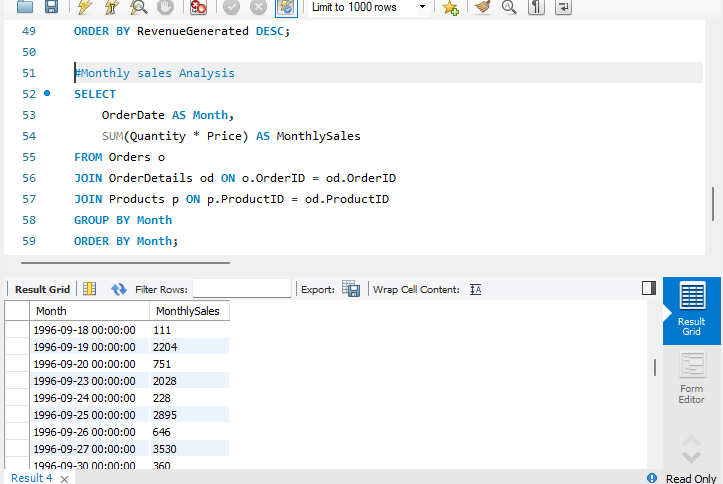 Limit to 1000 rows
49 ORDER BY RevenueGenerated DESC;
50
51 #Monthly sales Analysis
52 SELECT
53 OrderDate AS Month,
54 SUM(Quantity * Price) AS MonthlySales
55 FROM Orders o
56 JOIN OrderDetails od ON o.OrderID = od.OrderID
57 JOIN Products p ON p.ProductID = od.ProductID
58 GROUP BY Month
59 ORDER BY Month;
Result Grid Filter Rows: Export: Wrap Cell Content:
Month MonthlySales
1996-09-18 00:00:00 111
1996-09-19 00:00:00 2204
1996-09-20 00:00:00 751
1996-09-23 00:00:00 2028
1996-09-24 00:00:00 228
1996-09-25 00:00:00 2895
1996-09-26 00:00:00 646
1996-09-27 00:00:00 3530
1996-09-30 00:00:00 360
Result
Grid
Form
Editor
Result 4
Read Only